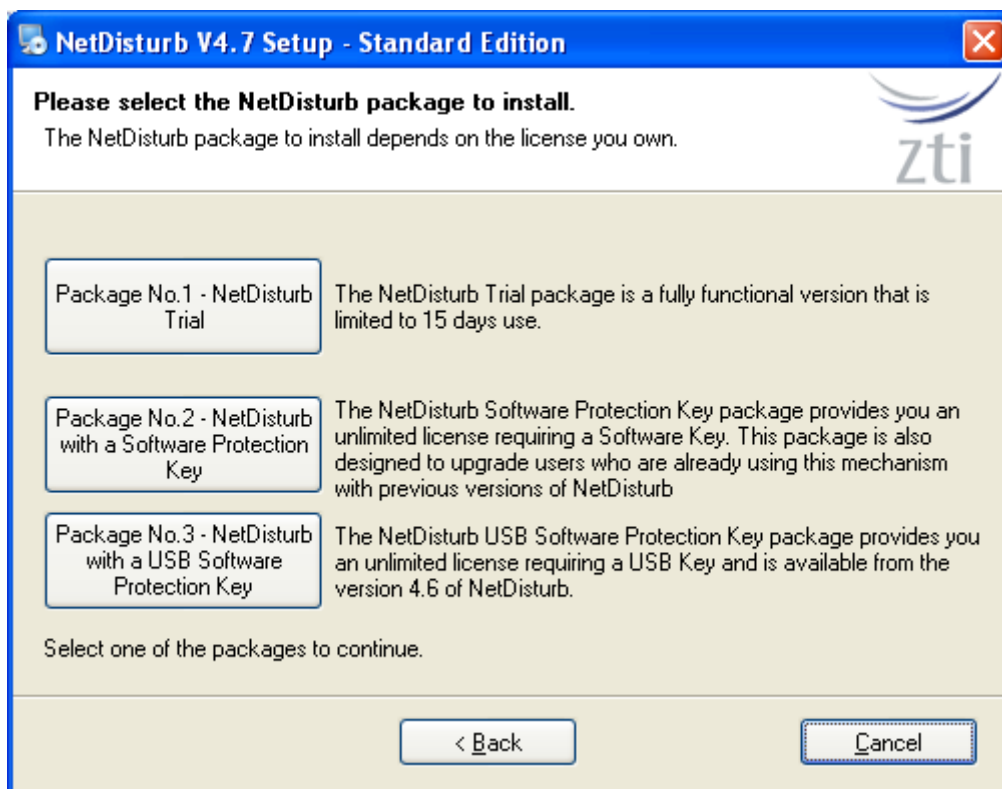 NetDisturb V4.7 Setup - Standard Edition
Please select the NetDisturb package to install.
The NetDisturb package to install depends on the license you own.
zti
Package No.1 - NetDisturb
Trial
The NetDisturb Trial package is a fully functional version that is
limited to 15 days use.
Package No.2 - NetDisturb
with a Software Protection
Key
The NetDisturb Software Protection Key package provides you an
unlimited license requiring a Software Key. This package is also
designed to upgrade users who are already using this mechanism
with previous versions of NetDisturb
Package No.3 - NetDisturb
with a USB Software
Protection Key
The NetDisturb USB Software Protection Key package provides you
an unlimited license requiring a USB Key and is available from the
version 4.6 of NetDisturb.
Select one of the packages to continue.
< Back
Cancel